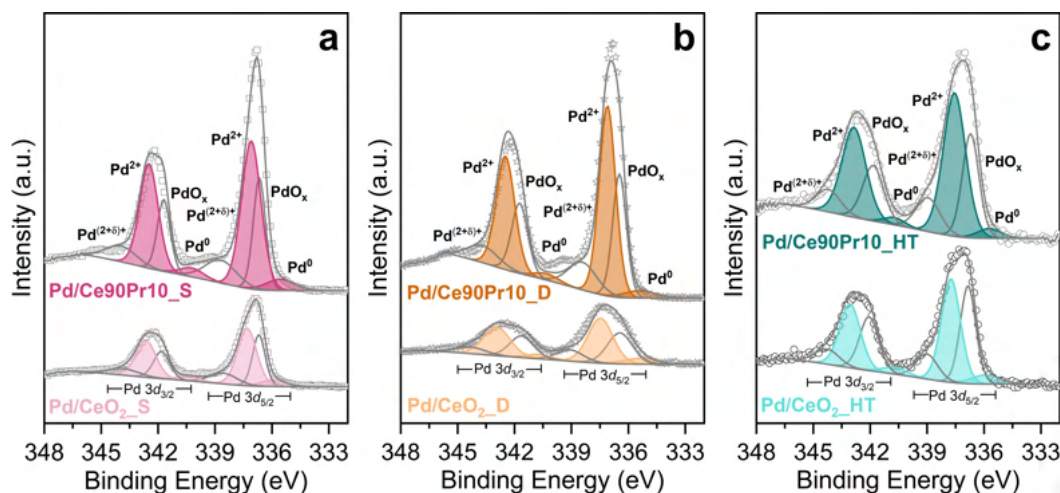 a
Intensity (a.u.)
Pd²⁺
PdOₓ
Pd²⁺
PdOₓ
Pd⁽²⁺ᵟ⁾⁺
Pd⁽²⁺ᵟ⁾⁺
Pd⁰
Pd⁰
Pd/Ce90Pr10_S
Pd 3d₃/₂
Pd 3d₅/₂
Pd/CeO₂_S
348 345 342 339 336 333
Binding Energy (eV)
b
Intensity (a.u.)
Pd²⁺
Pd²⁺
PdOₓ
PdOₓ
Pd⁽²⁺ᵟ⁾⁺
Pd⁽²⁺ᵟ⁾⁺
Pd⁰
Pd⁰
Pd/Ce90Pr10_D
Pd 3d₃/₂
Pd 3d₅/₂
Pd/CeO₂_D
348 345 342 339 336 333
Binding Energy (eV)
c
Intensity (a.u.)
Pd²⁺
Pd²⁺
PdOₓ
Pd⁽²⁺ᵟ⁾⁺
PdOₓ
Pd⁽²⁺ᵟ⁾⁺
Pd⁰
Pd⁰
Pd/Ce90Pr10_HT
Pd 3d₃/₂
Pd 3d₅/₂
Pd/CeO₂_HT
348 345 342 339 336 333
Binding Energy (eV)